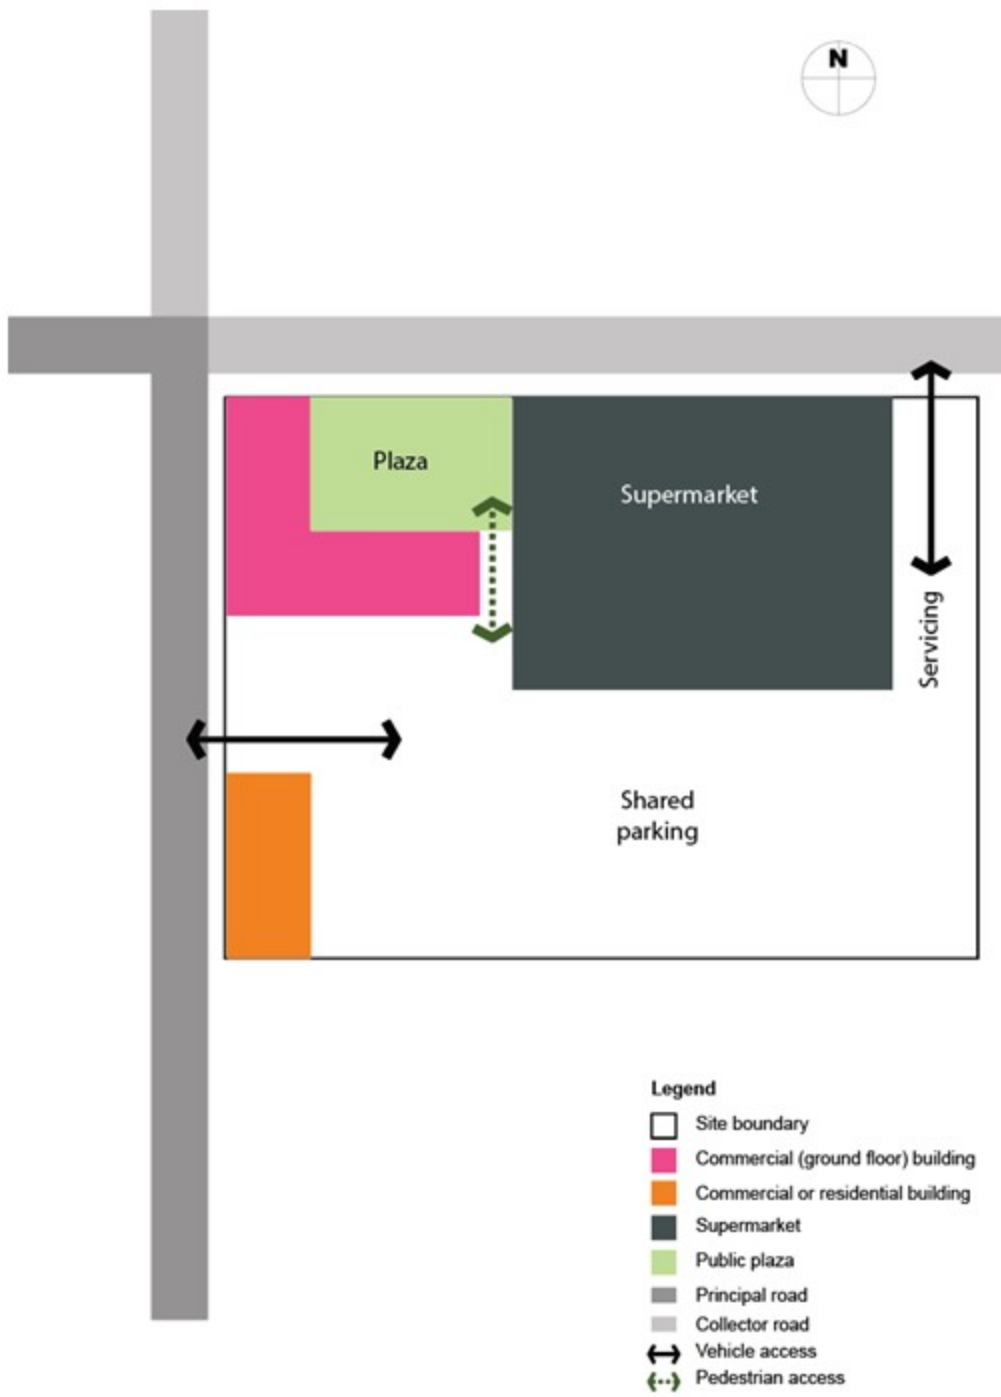 N
Plaza
Supermarket
Servicing
Shared
parking
Legend
Site boundary
Commercial (ground floor) building
Commercial or residential building
Supermarket
Public plaza
Principal road
Collector road
Vehicle access
Pedestrian access